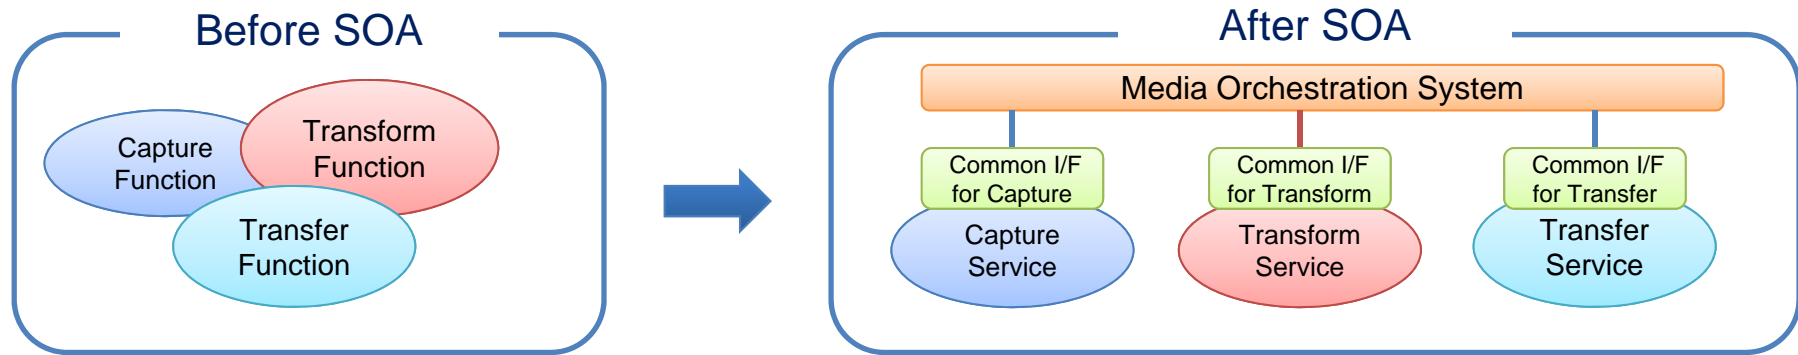 Before SOA
Capture
Function
Transform
Function
Transfer
Function
After SOA
Media Orchestration System
Common I/F
for Capture
Capture
Service
Common I/F
for Transform
Transform
Service
Common I/F
for Transfer
Transfer
Service